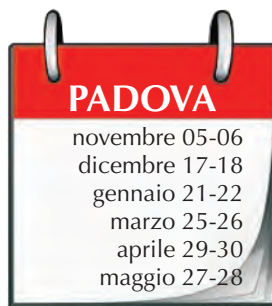 PADOVA
novembre 05-06
dicembre 17-18
gennaio 21-22
marzo 25-26
aprile 29-30
maggio 27-28